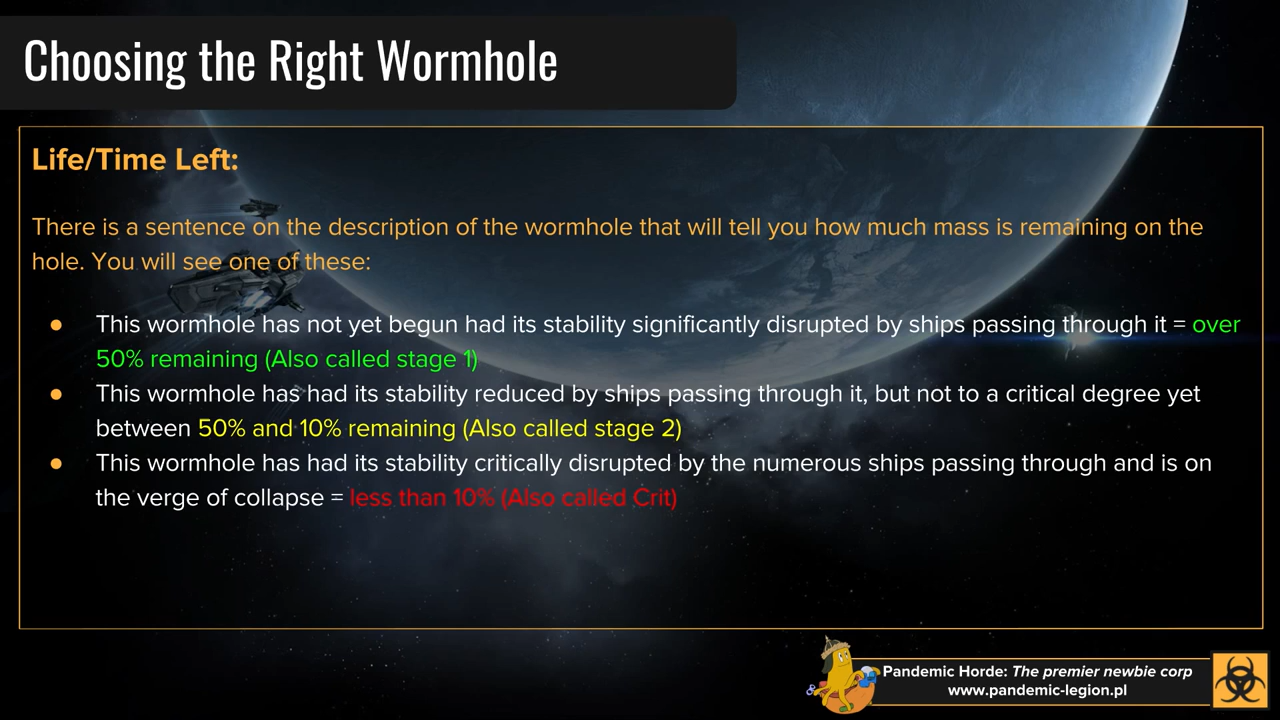 Choosing the Right Wormhole
Life/Time Left:
There is a sentence on the description of the wormhole that will tell you how much mass is remaining on the
hole. You will see one of these:
● This wormhole has not yet begun had its stability significantly disrupted by ships passing through it = over
50% remaining (Also called stage 1)
● This wormhole has had its stability reduced by ships passing through it, but not to a critical degree yet
between 50% and 10% remaining (Also called stage 2)
● This wormhole has had its stability critically disrupted by the numerous ships passing through and is on
the verge of collapse = less than 10% (Also called Crit)
Pandemic Horde: The premier newbie corp
www.pandemic-legion.pl